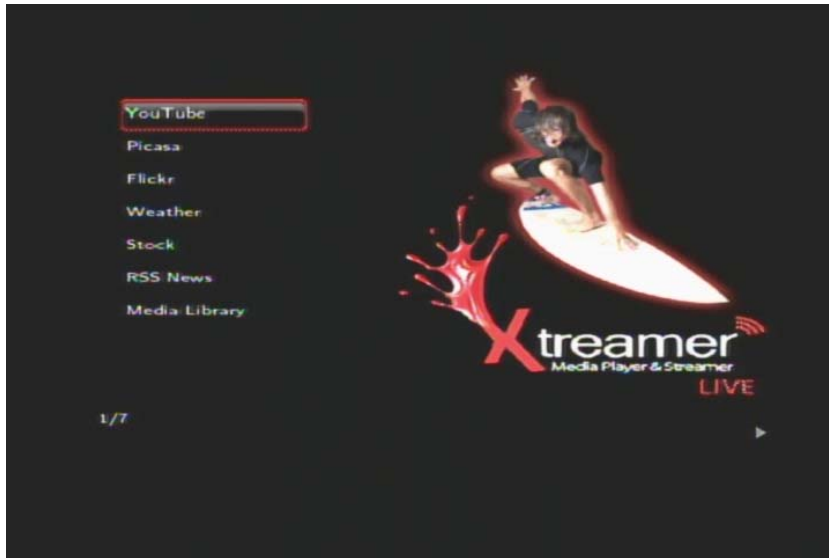 YouTube
Picasa
Flickr
Weather
Stock
RSS News
Media Library
Xtreamer
Media Player & Streamer
LIVE
1/7